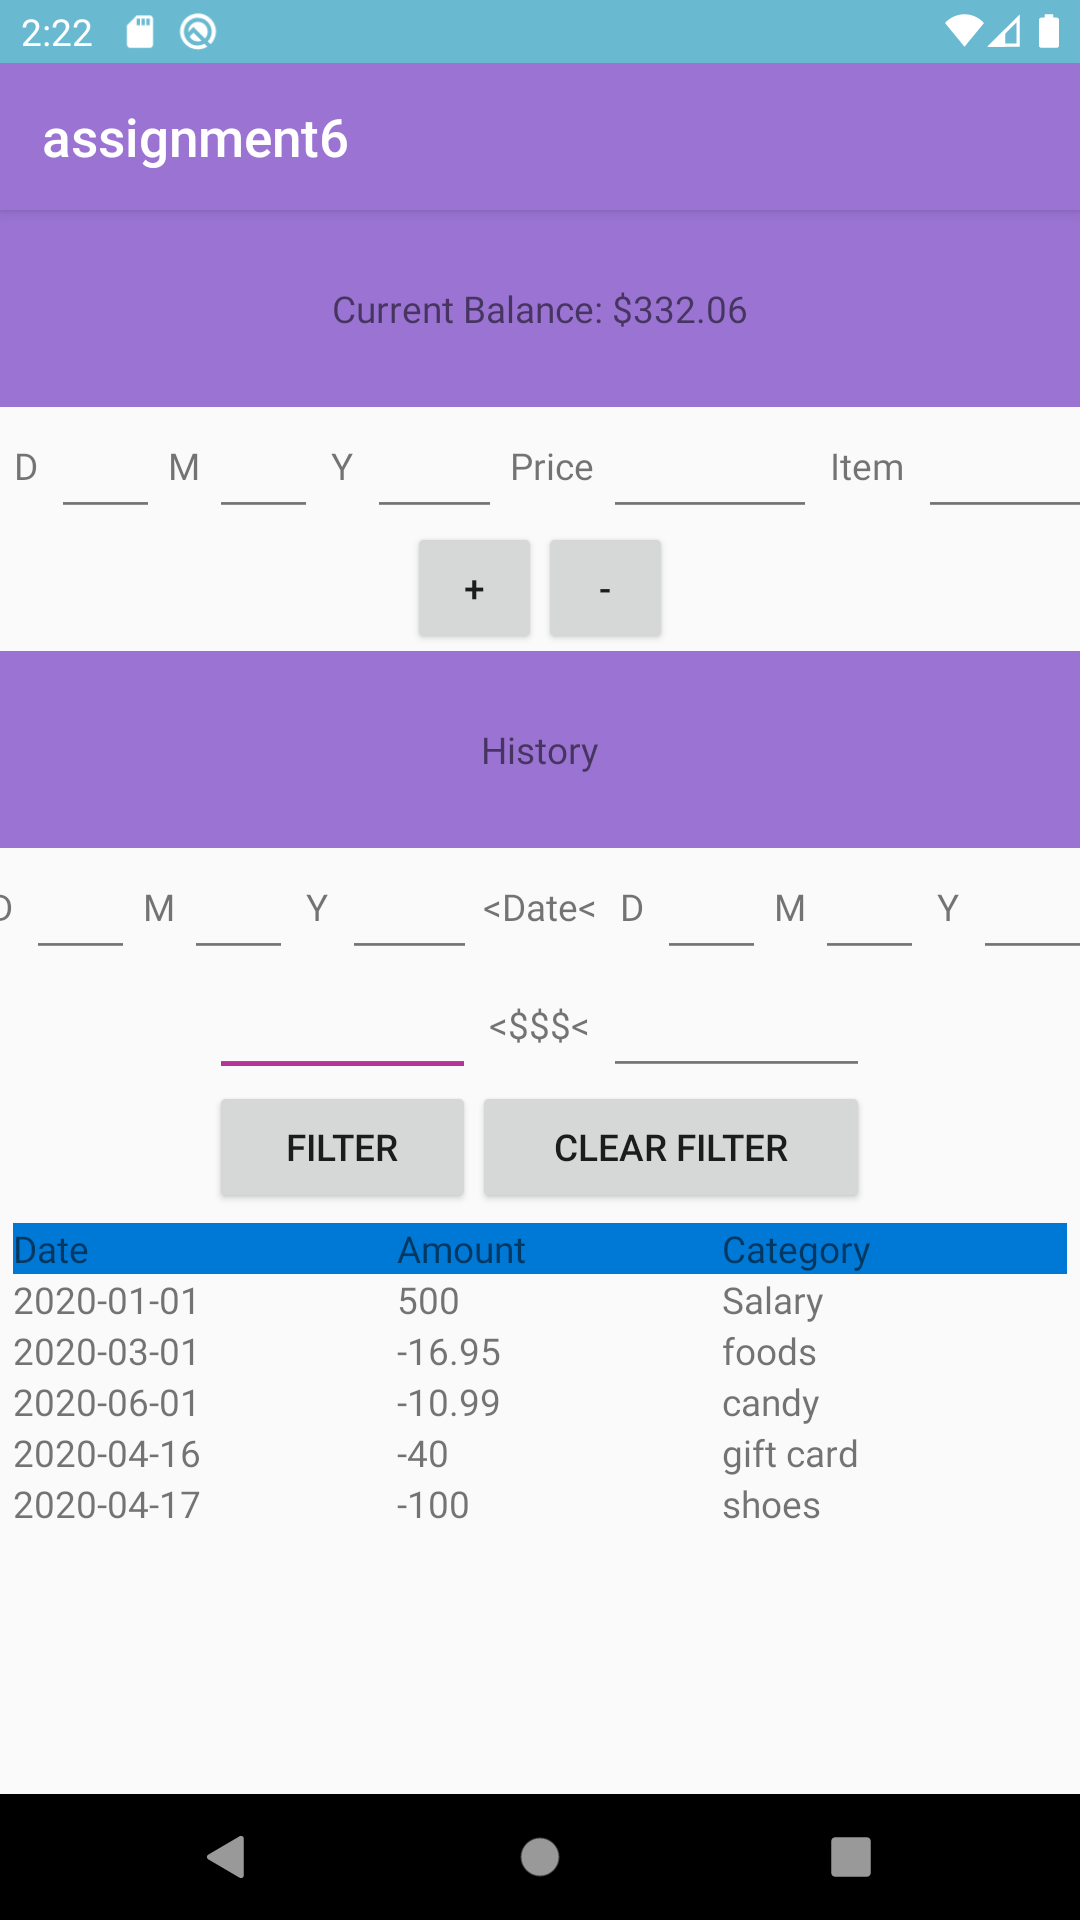 2:22
assignment6
Current Balance: $332.06
D M Y Price Item
+ -
History
D M Y <Date< D M Y
<$$$<
FILTER CLEAR FILTER
Date Amount Category
2020-01-01 500 Salary
2020-03-01 -16.95 foods
2020-06-01 -10.99 candy
2020-04-16 -40 gift card
2020-04-17 -100 shoes